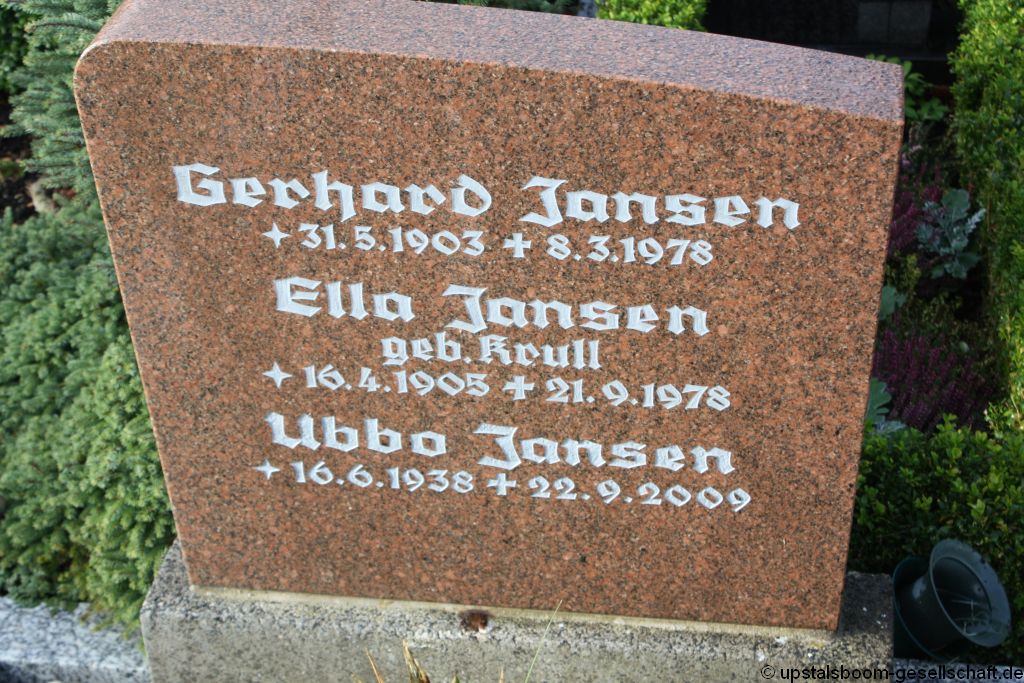 Gerhard Jansen
✦ 31.5.1903 ✢ 8.3.1978
Ella Jansen
geb. Krull
✦ 16.4.1905 ✢ 21.9.1978
Ubbo Jansen
✦ 16.6.1938 ✢ 22.9.2009
© upstalsboom-gesellschaft.de